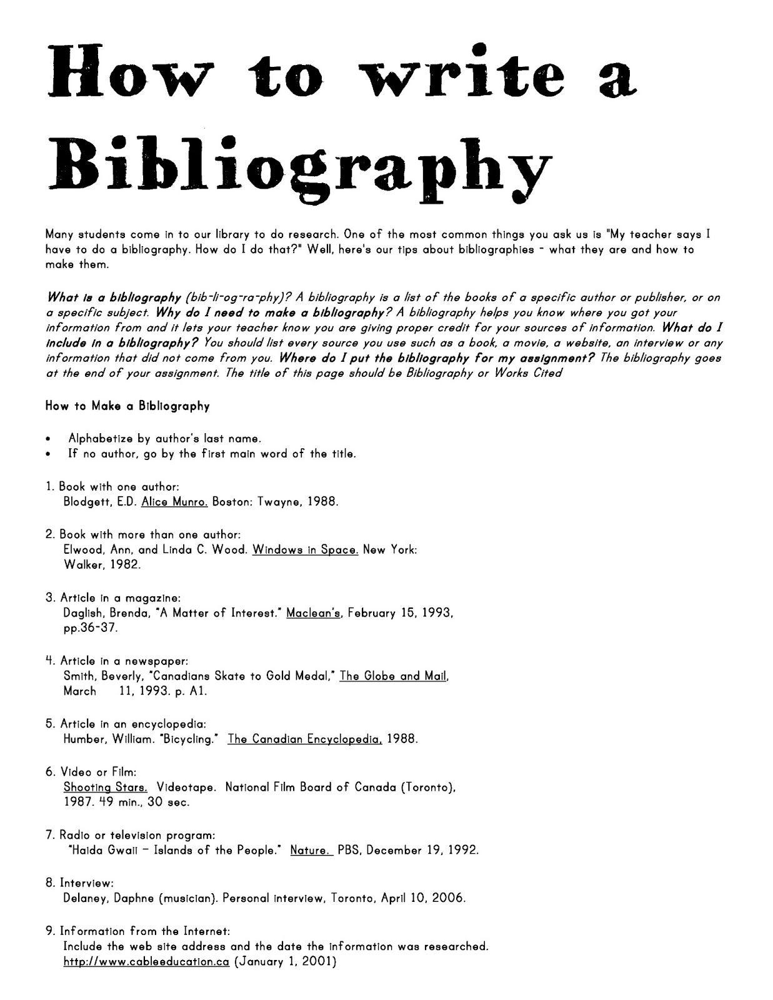 How to write a
Bibliography
Many students come in to our library to do research. One of the most common things you ask us is "My teacher says I
have to do a bibliography. How do I do that?" Well, here's our tips about bibliographies - what they are and how to
make them.
What is a bibliography (bib-li-og-ra-phy)? A bibliography is a list of the books of a specific author or publisher, or on
a specific subject. Why do I need to make a bibliography? A bibliography helps you know where you got your
information from and it lets your teacher know you are giving proper credit for your sources of information. What do I
include in a bibliography? You should list every source you use such as a book, a movie, a website, an interview or any
information that did not come from you. Where do I put the bibliography for my assignment? The bibliography goes
at the end of your assignment. The title of this page should be Bibliography or Works Cited
How to Make a Bibliography
• Alphabetize by author's last name.
• If no author, go by the first main word of the title.
1. Book with one author:
Blodgett, E.D. Alice Munro. Boston: Twayne, 1988.
2. Book with more than one author:
Elwood, Ann, and Linda C. Wood. Windows in Space. New York:
Walker, 1982.
3. Article in a magazine:
Daglish, Brenda, "A Matter of Interest." Maclean's, February 15, 1993,
pp.36-37.
4. Article in a newspaper:
Smith, Beverly, "Canadians Skate to Gold Medal," The Globe and Mail,
March 11, 1993. p. A1.
5. Article in an encyclopedia:
Humber, William. "Bicycling." The Canadian Encyclopedia, 1988.
6. Video or Film:
Shooting Stars. Videotape. National Film Board of Canada (Toronto),
1987. 49 min., 30 sec.
7. Radio or television program:
"Haida Gwaii – Islands of the People." Nature. PBS, December 19, 1992.
8. Interview:
Delaney, Daphne (musician). Personal interview, Toronto, April 10, 2006.
9. Information from the Internet:
Include the web site address and the date the information was researched.
http://www.cableeducation.ca (January 1, 2001)